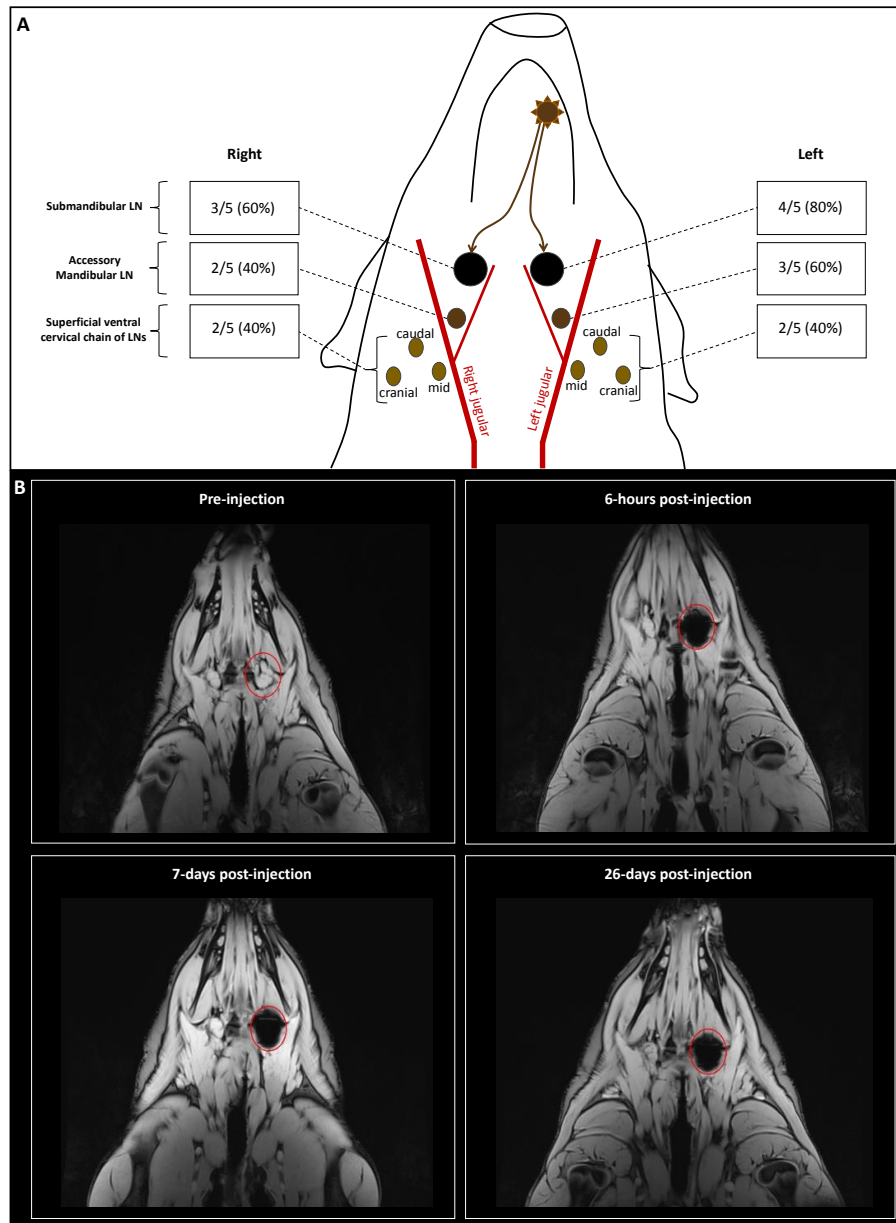 A
Right
Left
Submandibular LN
3/5 (60%)
4/5 (80%)
Accessory
Mandibular LN
2/5 (40%)
3/5 (60%)
Superficial ventral
cervical chain of LNs
2/5 (40%)
2/5 (40%)
caudal
mid
cranial
Right jugular
Left jugular
caudal
mid
cranial
B
Pre-injection
6-hours post-injection
7-days post-injection
26-days post-injection